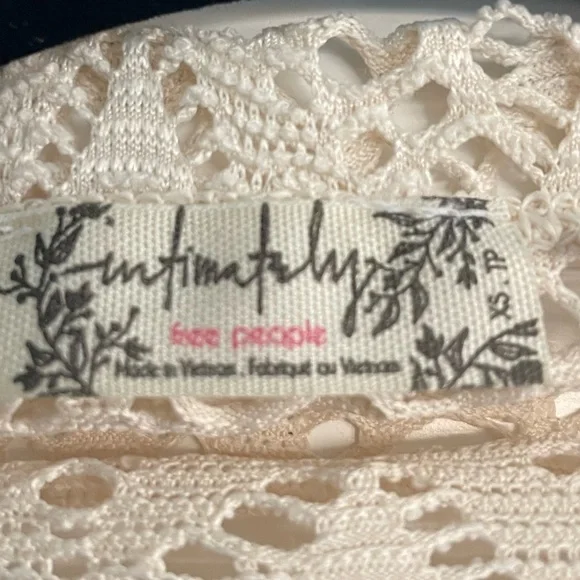 intimately
free people
Made in Vietnam. Fabriqué au Vietnam
XS. TP